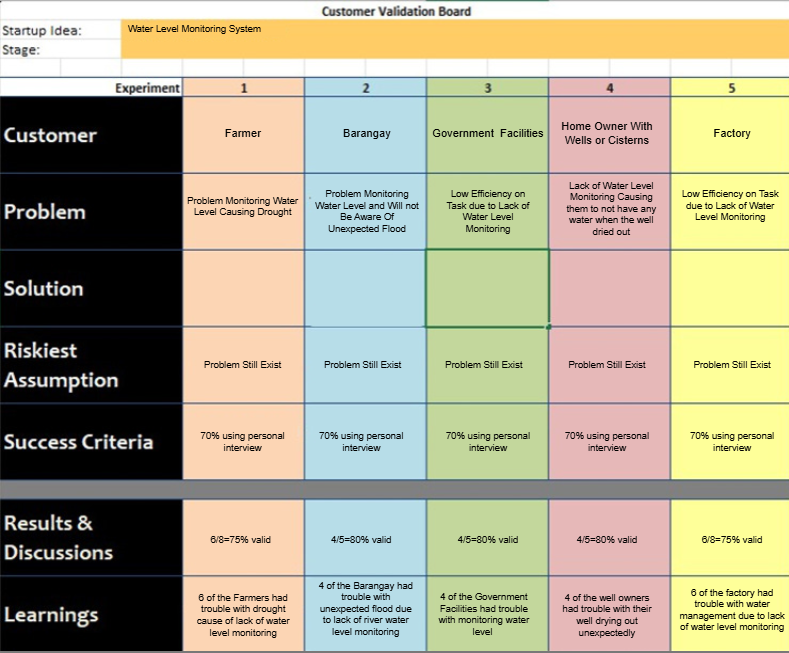 Customer Validation Board
Startup Idea: Water Level Monitoring System
Stage:
Experiment 1 2 3 4 5
Customer
Farmer
Barangay
Government Facilities
Home Owner With
Wells or Cisterns
Factory
Problem
Problem Monitoring Water
Level Causing Drought
Problem Monitoring
Water Level and Will not
Be Aware Of
Unexpected Flood
Low Efficiency on
Task due to Lack of
Water Level
Monitoring
Lack of Water Level
Monitoring Causing
them to not have any
water when the well
dried out
Low Efficiency on Task
due to Lack of Water
Level Monitoring
Solution
Riskiest
Assumption
Problem Still Exist
Problem Still Exist
Problem Still Exist
Problem Still Exist
Problem Still Exist
Success Criteria
70% using personal
interview
70% using personal
interview
70% using personal
interview
70% using personal
interview
70% using personal
interview
Results &
Discussions
6/8=75% valid
4/5=80% valid
4/5=80% valid
4/5=80% valid
6/8=75% valid
Learnings
6 of the Farmers had
trouble with drought
cause of lack of water
level monitoring
4 of the Barangay had
trouble with
unexpected flood due
to lack of river water
level monitoring
4 of the Government
Facilities had trouble
with monitoring water
level
4 of the well owners
had trouble with their
well drying out
unexpectedly
6 of the factory had
trouble with water
management due to lack
of water level monitoring